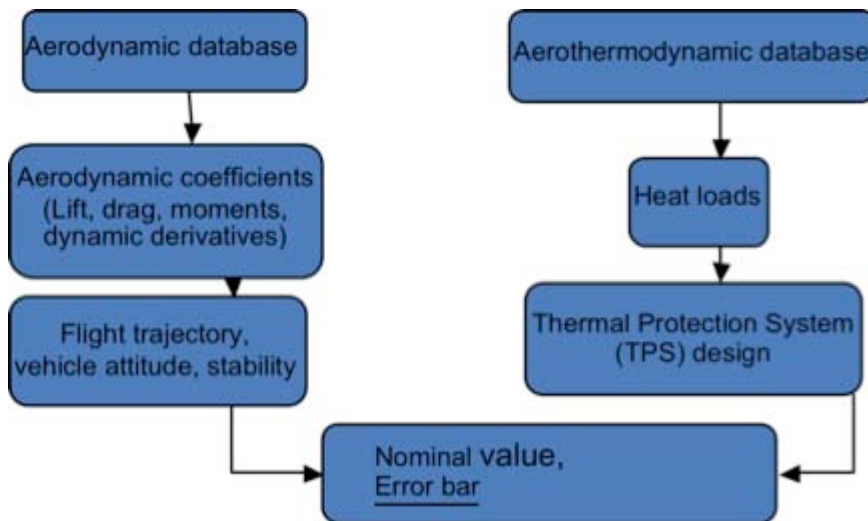 Aerodynamic database
Aerodynamic coefficients
(Lift, drag, moments,
dynamic derivatives)
Flight trajectory,
vehicle attitude, stability
Aerothermodynamic database
Heat loads
Thermal Protection System
(TPS) design
Nominal value,
Error bar